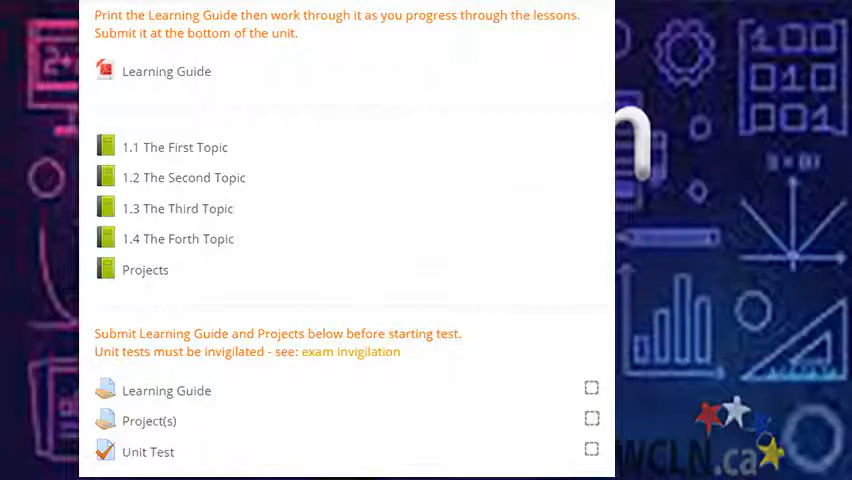 Print the Learning Guide then work through it as you progress through the lessons.
Submit it at the bottom of the unit.
Learning Guide
1.1 The First Topic
1.2 The Second Topic
1.3 The Third Topic
1.4 The Forth Topic
Projects
Submit Learning Guide and Projects below before starting test.
Unit tests must be invigilated - see: exam invigilation
Learning Guide
Project(s)
Unit Test
100
010
001
WCLN.ca